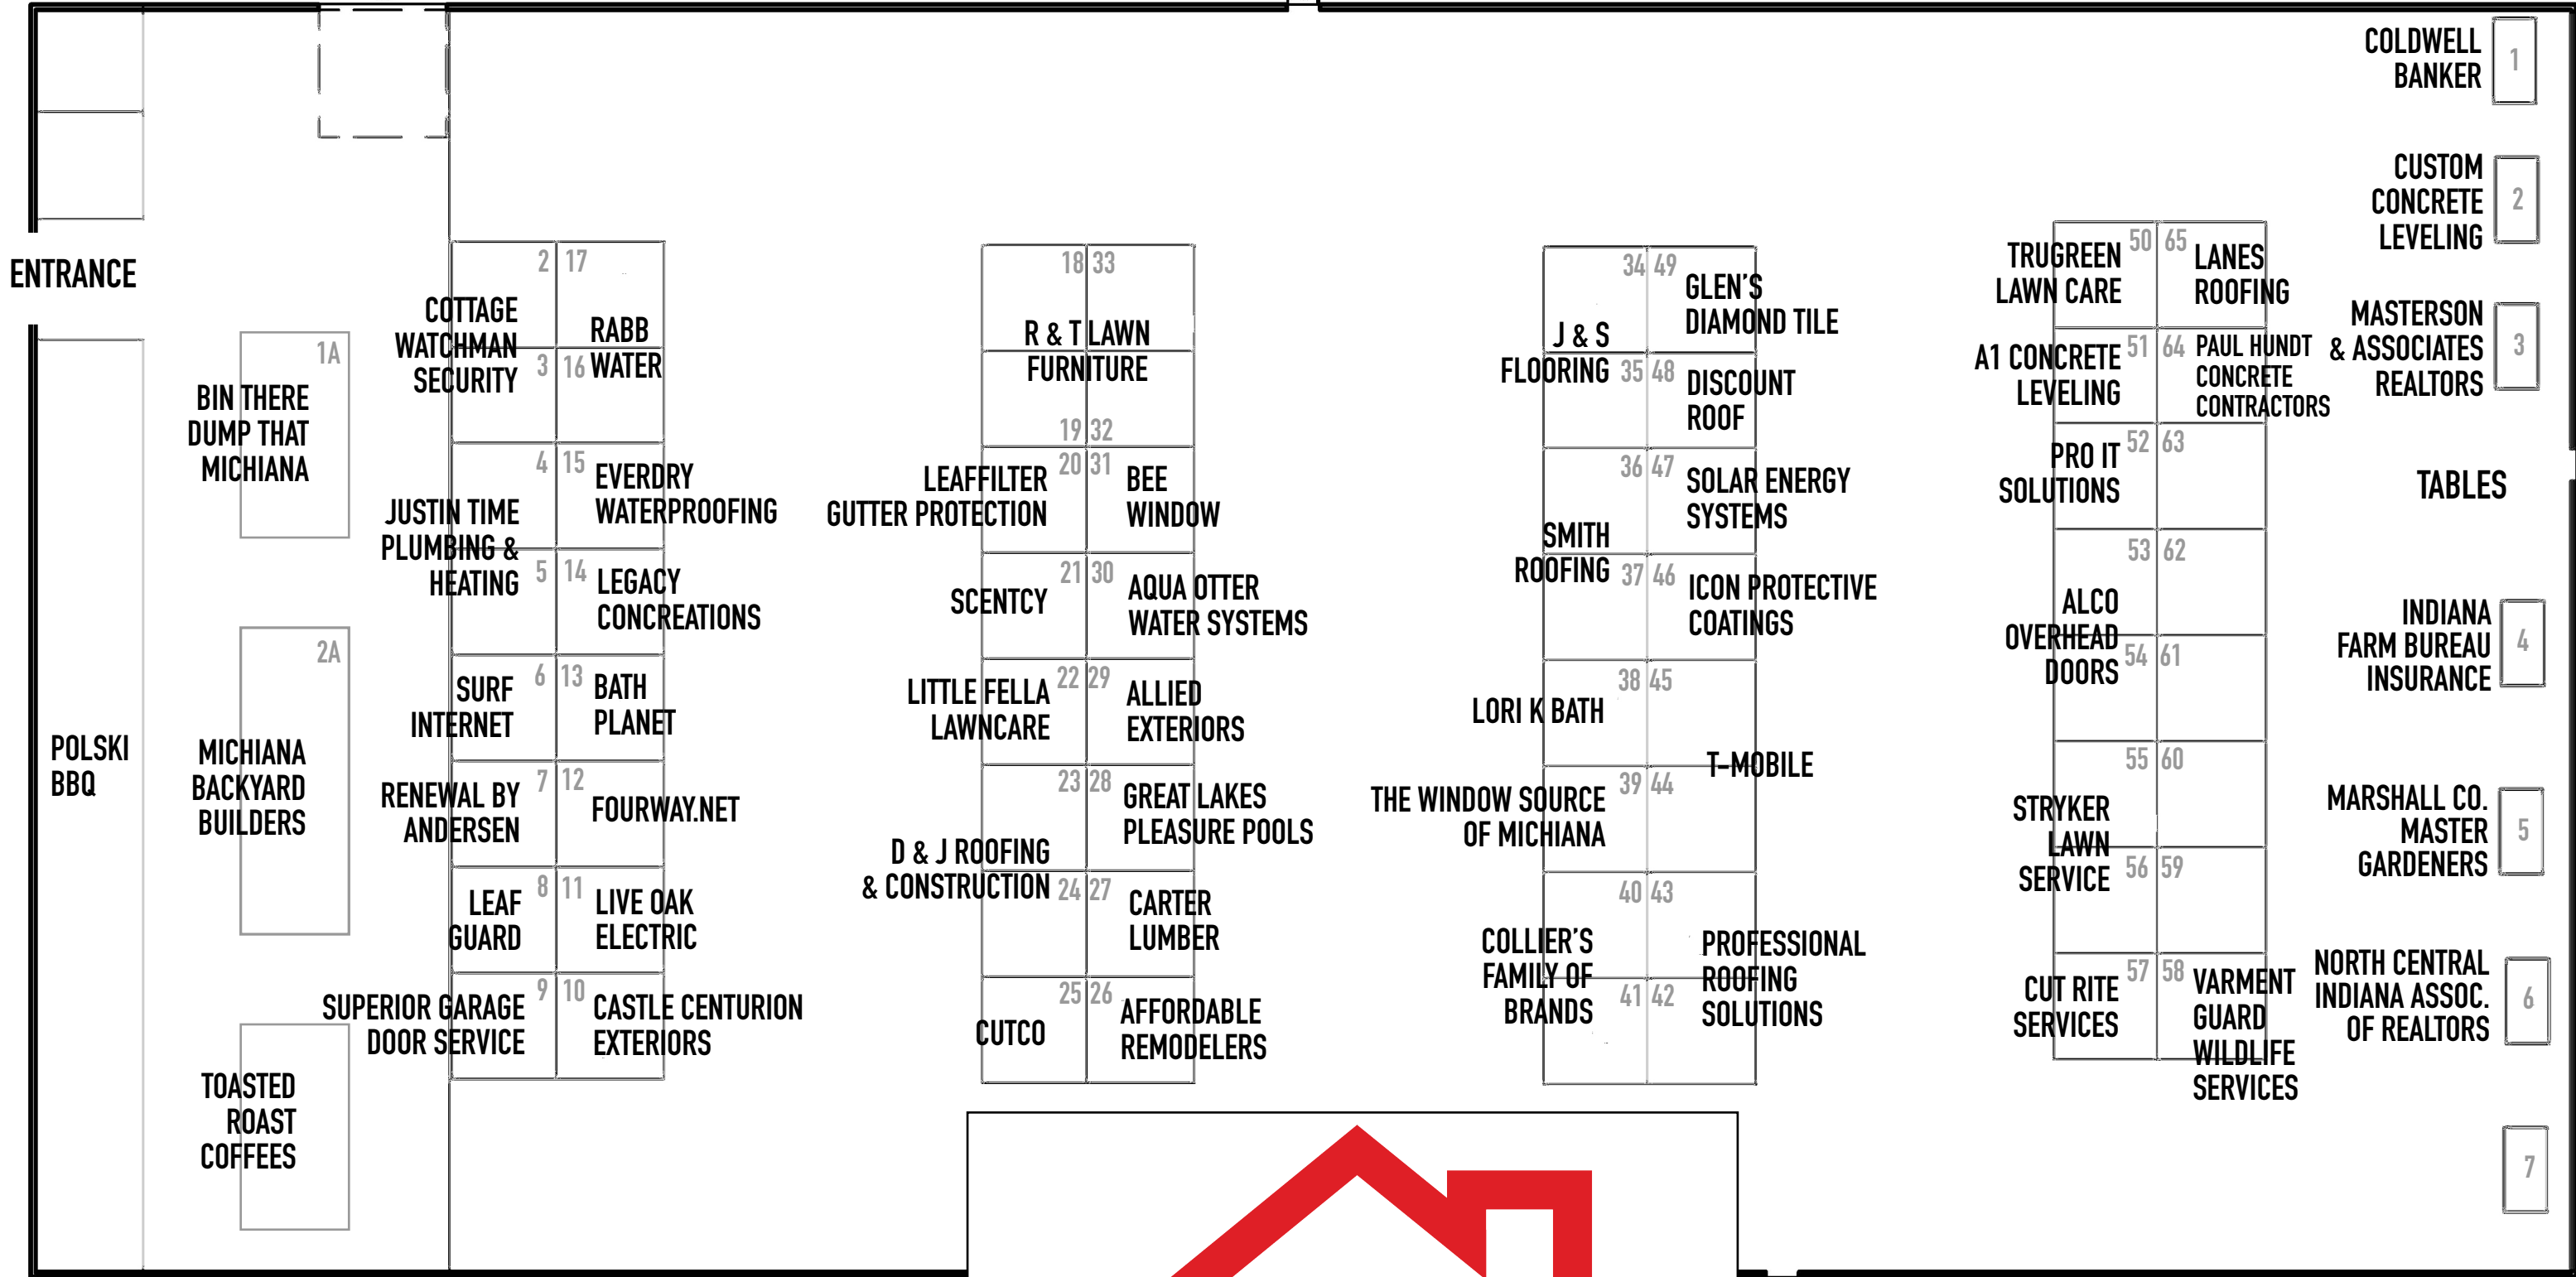 ENTRANCE
POLSKI
BBQ
1A
BIN THERE
DUMP THAT
MICHIANA
2A
MICHIANA
BACKYARD
BUILDERS
TOASTED
ROAST
COFFEES
2 17
COTTAGE
WATCHMAN
SECURITY
RABB
WATER
3 16
4 15
JUSTIN TIME
PLUMBING &
HEATING
EVERDRY
WATERPROOFING
5 14
LEGACY
CONCREATIONS
6 13
SURF
INTERNET
BATH
PLANET
7 12
RENEWAL BY
ANDERSEN
FOURWAY.NET
8 11
LEAF
GUARD
LIVE OAK
ELECTRIC
9 10
SUPERIOR GARAGE
DOOR SERVICE
CASTLE CENTURION
EXTERIORS
18 33
R & T LAWN
FURNITURE
19 32
20 31
LEAFFILTER
GUTTER PROTECTION
BEE
WINDOW
21 30
SCENTCY
AQUA OTTER
WATER SYSTEMS
22 29
LITTLE FELLA
LAWNCARE
ALLIED
EXTERIORS
23 28
GREAT LAKES
PLEASURE POOLS
D & J ROOFING
& CONSTRUCTION
24 27
CARTER
LUMBER
25 26
CUTCO
AFFORDABLE
REMODELERS
34 49
J & S
FLOORING
GLEN'S
DIAMOND TILE
35 48
DISCOUNT
ROOF
36 47
SMITH
ROOFING
SOLAR ENERGY
SYSTEMS
37 46
ICON PROTECTIVE
COATINGS
38 45
LORI K BATH
T-MOBILE
39 44
THE WINDOW SOURCE
OF MICHIANA
40 43
COLLIER'S
FAMILY OF
BRANDS
PROFESSIONAL
ROOFING
SOLUTIONS
41 42
50 65
TRUGREEN
LAWN CARE
LANES
ROOFING
51 64
A1 CONCRETE
LEVELING
PAUL HUNDT
CONCRETE
CONTRACTORS
52 63
PRO IT
SOLUTIONS
53 62
ALCO
OVERHEAD
DOORS
54 61
55 60
STRYKER
LAWN
SERVICE
56 59
57 58
CUT RITE
SERVICES
VARMENT
GUARD
WILDLIFE
SERVICES
COLDWELL
BANKER
1
CUSTOM
CONCRETE
LEVELING
2
MASTERSON
& ASSOCIATES
REALTORS
3
TABLES
INDIANA
FARM BUREAU
INSURANCE
4
MARSHALL CO.
MASTER
GARDENERS
5
NORTH CENTRAL
INDIANA ASSOC.
OF REALTORS
6
7